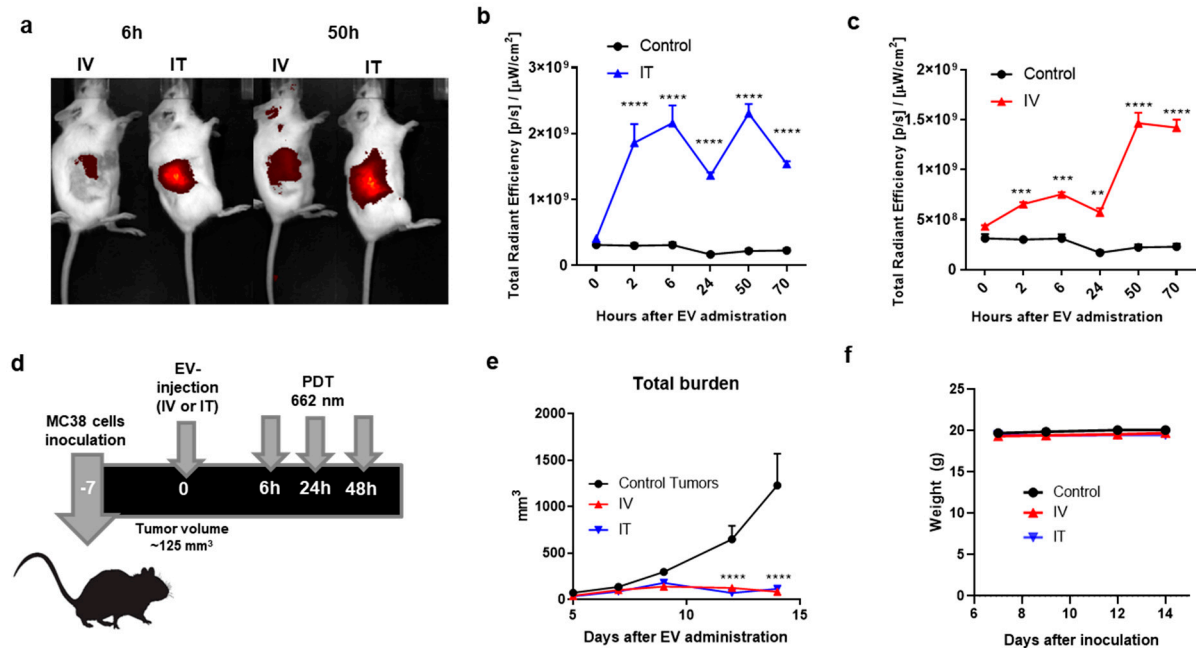 a
6h 50h
IV IT IV IT
b
Control
IT
Total Radiant Efficiency [p/s] / [µW/cm²]
3×10⁹
2×10⁹
1×10⁹
0
**** **** **** **** ****
0 2 6 24 50 70
Hours after EV admistration
c
Control
IV
Total Radiant Efficiency [p/s] / [µW/cm²]
2×10⁹
1.5×10⁹
1×10⁹
5×10⁸
0
*** *** ** **** ****
0 2 6 24 50 70
Hours after EV admistration
d
EV-
injection
(IV or IT)
PDT
662 nm
MC38 cells
inoculation
-7 0 6h 24h 48h
Tumor volume
~125 mm³
e
Total burden
mm³
2000
1500
1000
500
0
Control Tumors
IV
IT
**** ****
5 10 15
Days after EV administration
f
Weight (g)
25
20
15
10
5
0
Control
IV
IT
6 8 10 12 14
Days after inoculation